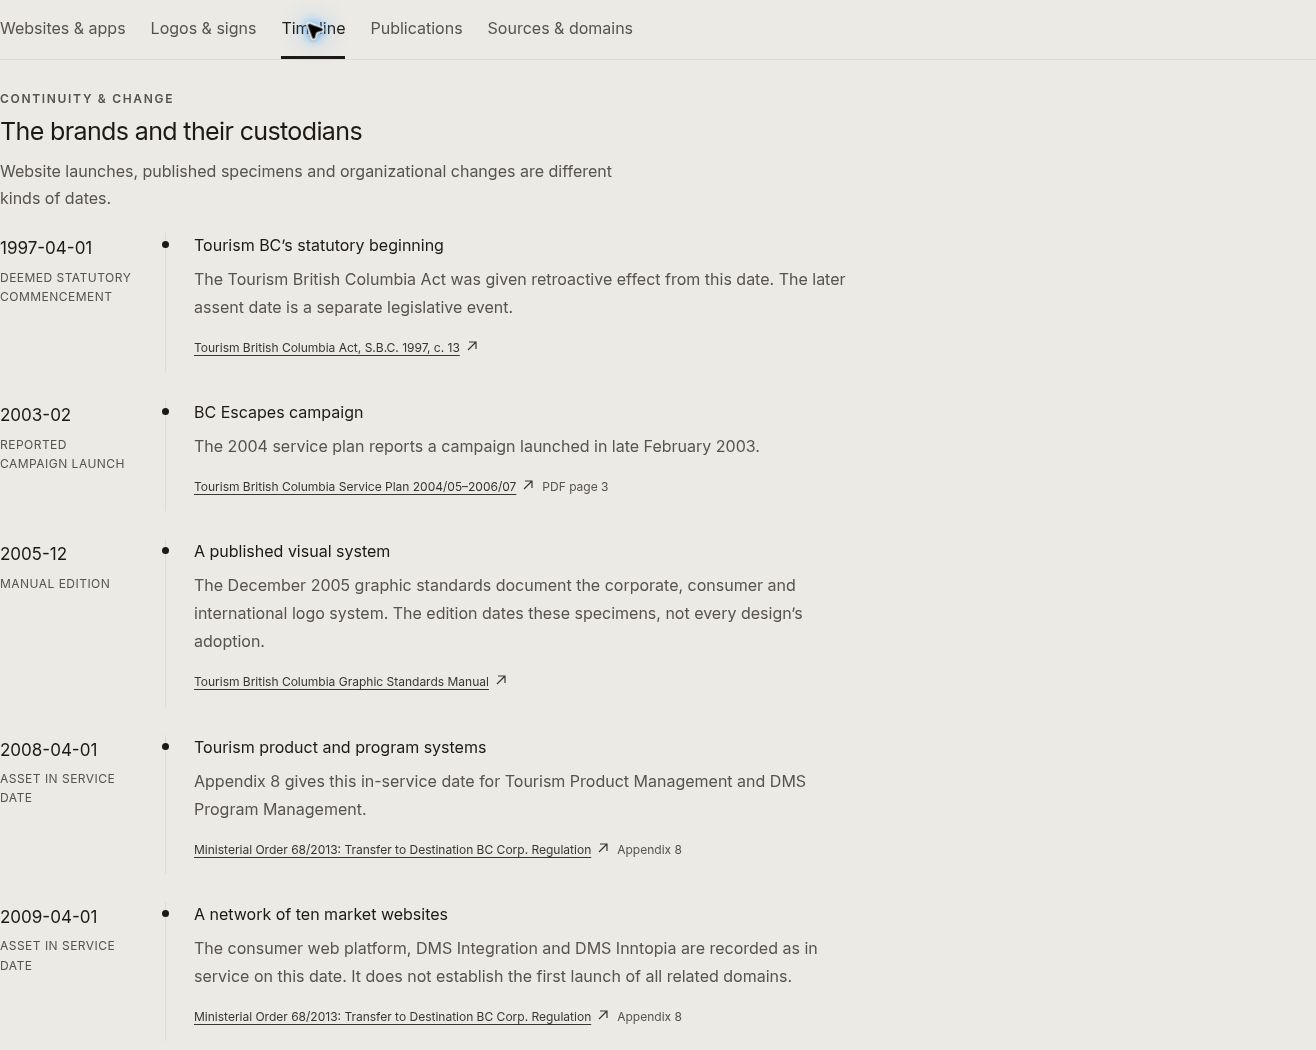 Websites & apps Logos & signs Timeline Publications Sources & domains
CONTINUITY & CHANGE
The brands and their custodians
Website launches, published specimens and organizational changes are different
kinds of dates.
1997-04-01
DEEMED STATUTORY
COMMENCEMENT
Tourism BC’s statutory beginning
The Tourism British Columbia Act was given retroactive effect from this date. The later
assent date is a separate legislative event.
Tourism British Columbia Act, S.B.C. 1997, c. 13
2003-02
REPORTED
CAMPAIGN LAUNCH
BC Escapes campaign
The 2004 service plan reports a campaign launched in late February 2003.
Tourism British Columbia Service Plan 2004/05–2006/07 PDF page 3
2005-12
MANUAL EDITION
A published visual system
The December 2005 graphic standards document the corporate, consumer and
international logo system. The edition dates these specimens, not every design’s
adoption.
Tourism British Columbia Graphic Standards Manual
2008-04-01
ASSET IN SERVICE
DATE
Tourism product and program systems
Appendix 8 gives this in-service date for Tourism Product Management and DMS
Program Management.
Ministerial Order 68/2013: Transfer to Destination BC Corp. Regulation Appendix 8
2009-04-01
ASSET IN SERVICE
DATE
A network of ten market websites
The consumer web platform, DMS Integration and DMS Inntopia are recorded as in
service on this date. It does not establish the first launch of all related domains.
Ministerial Order 68/2013: Transfer to Destination BC Corp. Regulation Appendix 8